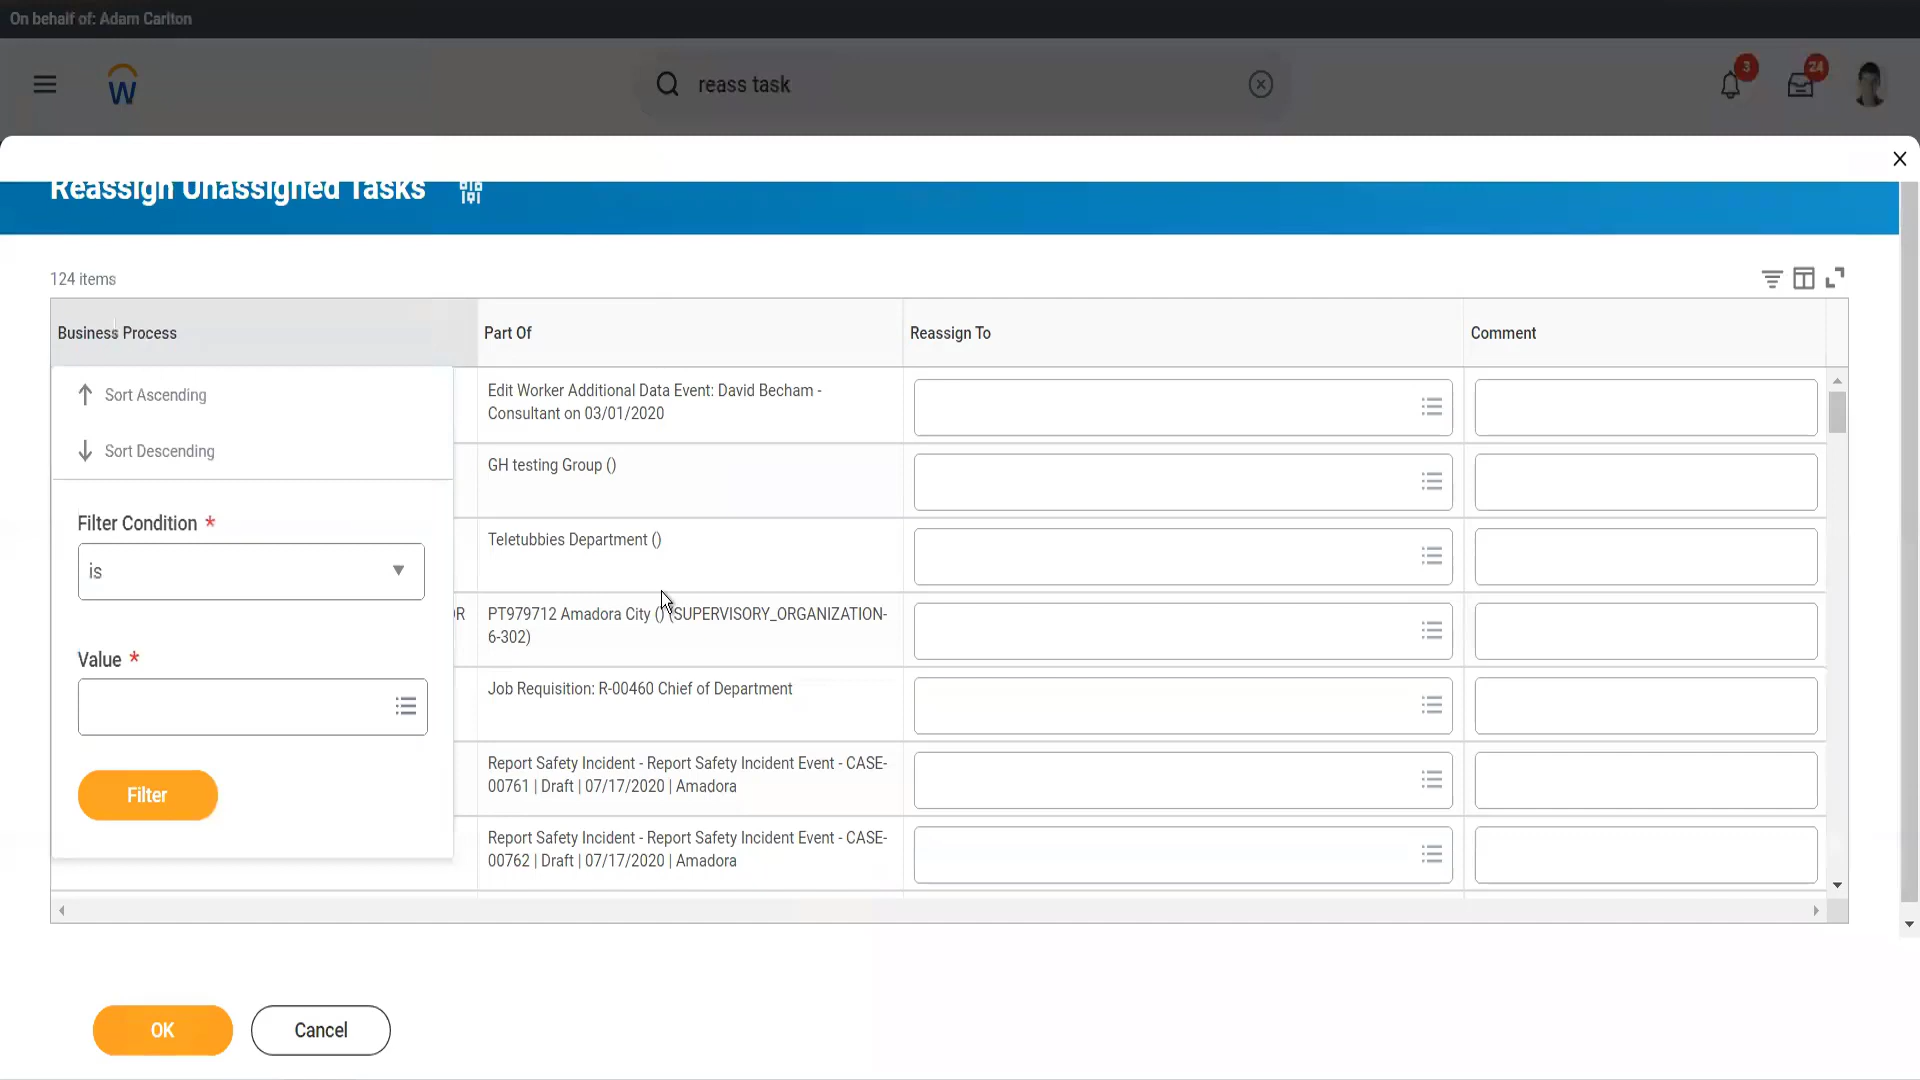 On behalf of: Adam Carlton
W
reass task
3
24
Reassign Unassigned Tasks
124 items
Business Process
Part Of
Reassign To
Comment
Sort Ascending
Sort Descending
Filter Condition *
is
Value *
Filter
Edit Worker Additional Data Event: David Becham -
Consultant on 03/01/2020
GH testing Group ()
Teletubbies Department ()
OR
PT979712 Amadora City () (SUPERVISORY_ORGANIZATION-
6-302)
Job Requisition: R-00460 Chief of Department
Report Safety Incident - Report Safety Incident Event - CASE-
00761 | Draft | 07/17/2020 | Amadora
Report Safety Incident - Report Safety Incident Event - CASE-
00762 | Draft | 07/17/2020 | Amadora
OK
Cancel